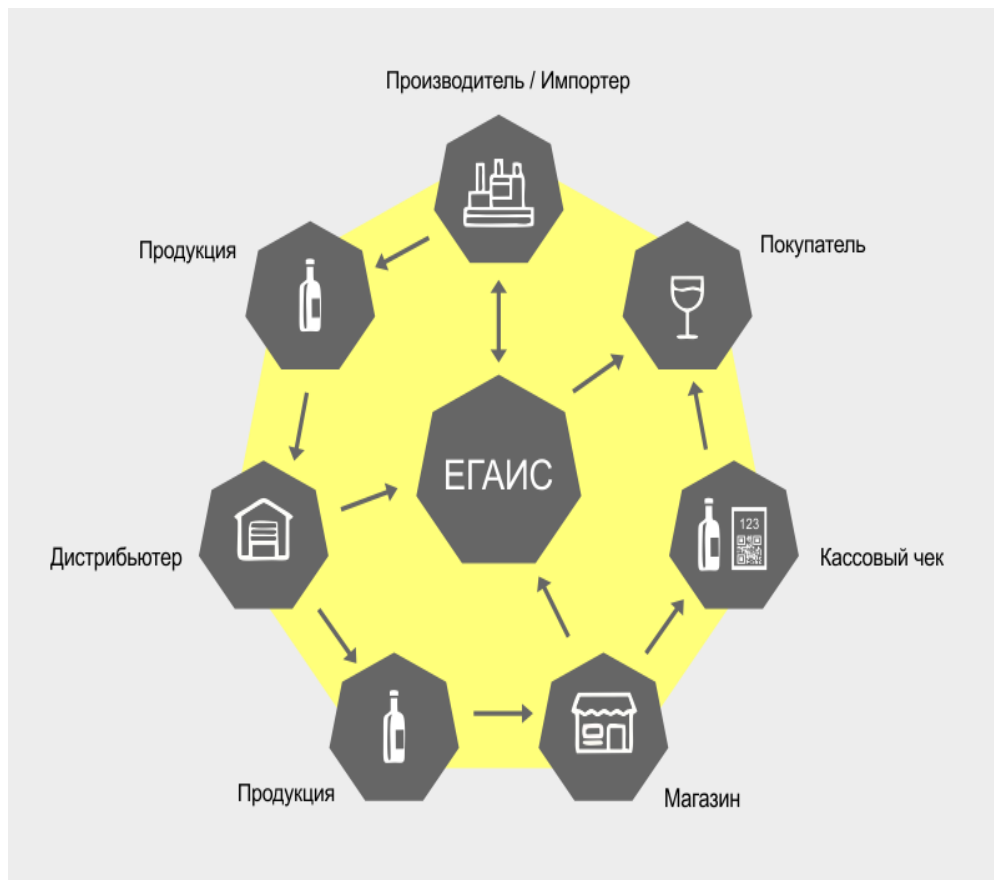 Производитель / Импортер
Продукция
Покупатель
ЕГАИС
123
Дистрибьютер
Кассовый чек
Продукция
Магазин